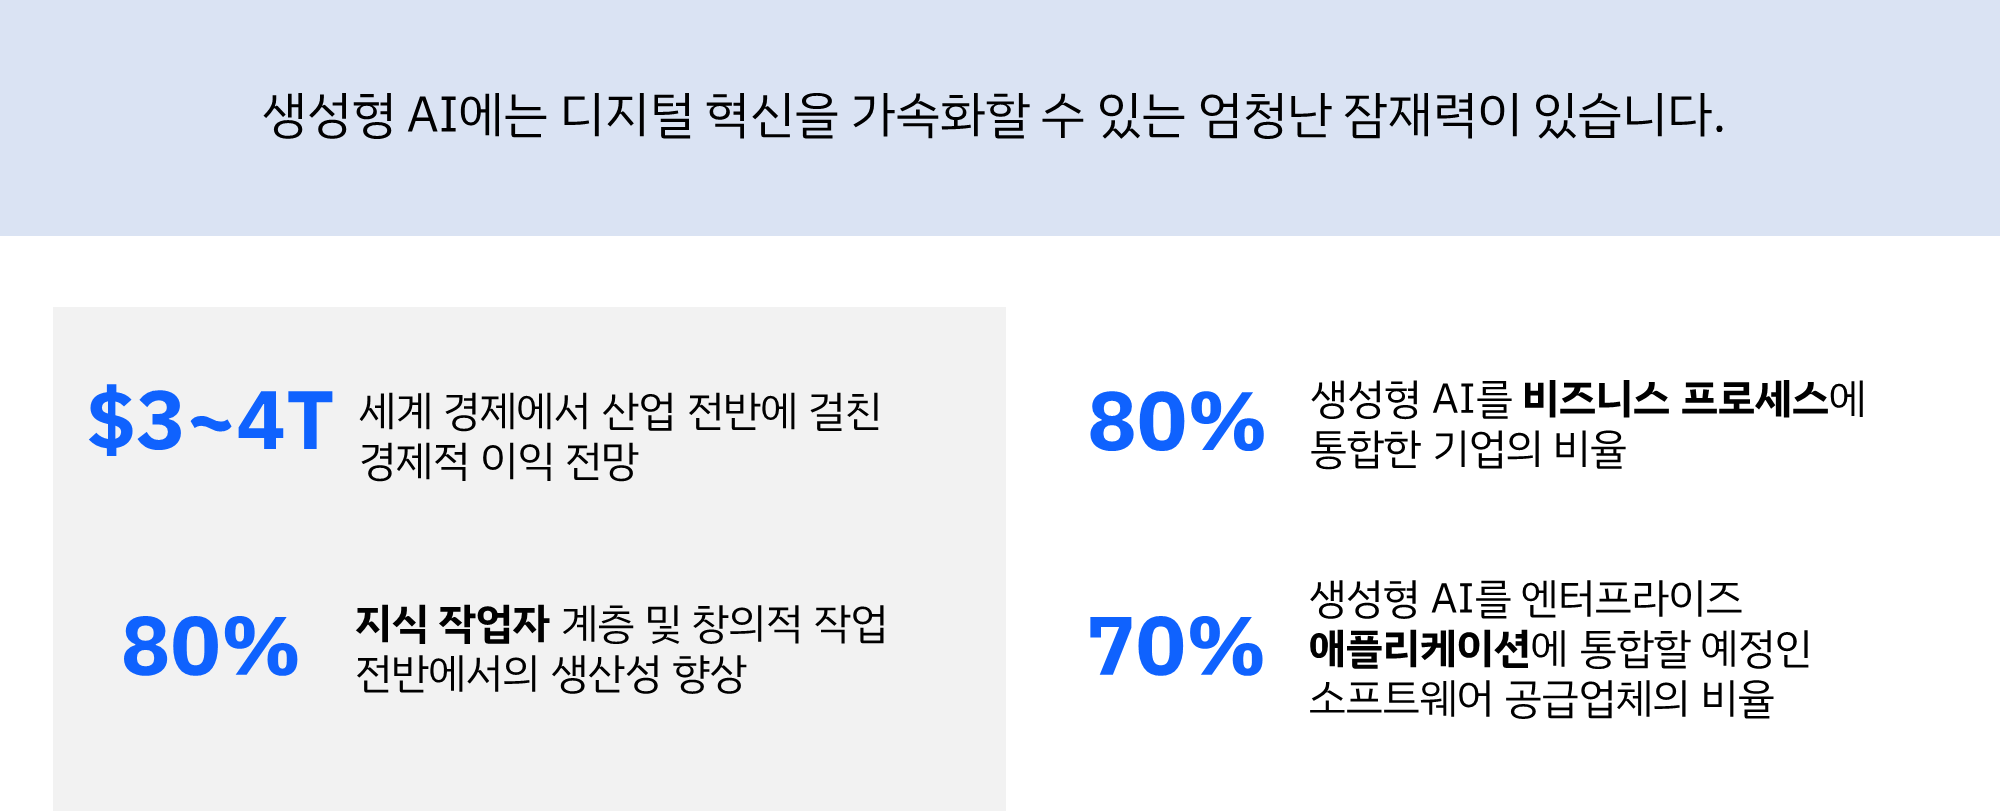 생성형 AI에는 디지털 혁신을 가속화할 수 있는 엄청난 잠재력이 있습니다.
$3~4T
세계 경제에서 산업 전반에 걸친
경제적 이익 전망
80%
지식 작업자 계층 및 창의적 작업
전반에서의 생산성 향상
80%
생성형 AI를 비즈니스 프로세스에
통합한 기업의 비율
70%
생성형 AI를 엔터프라이즈
애플리케이션에 통합할 예정인
소프트웨어 공급업체의 비율